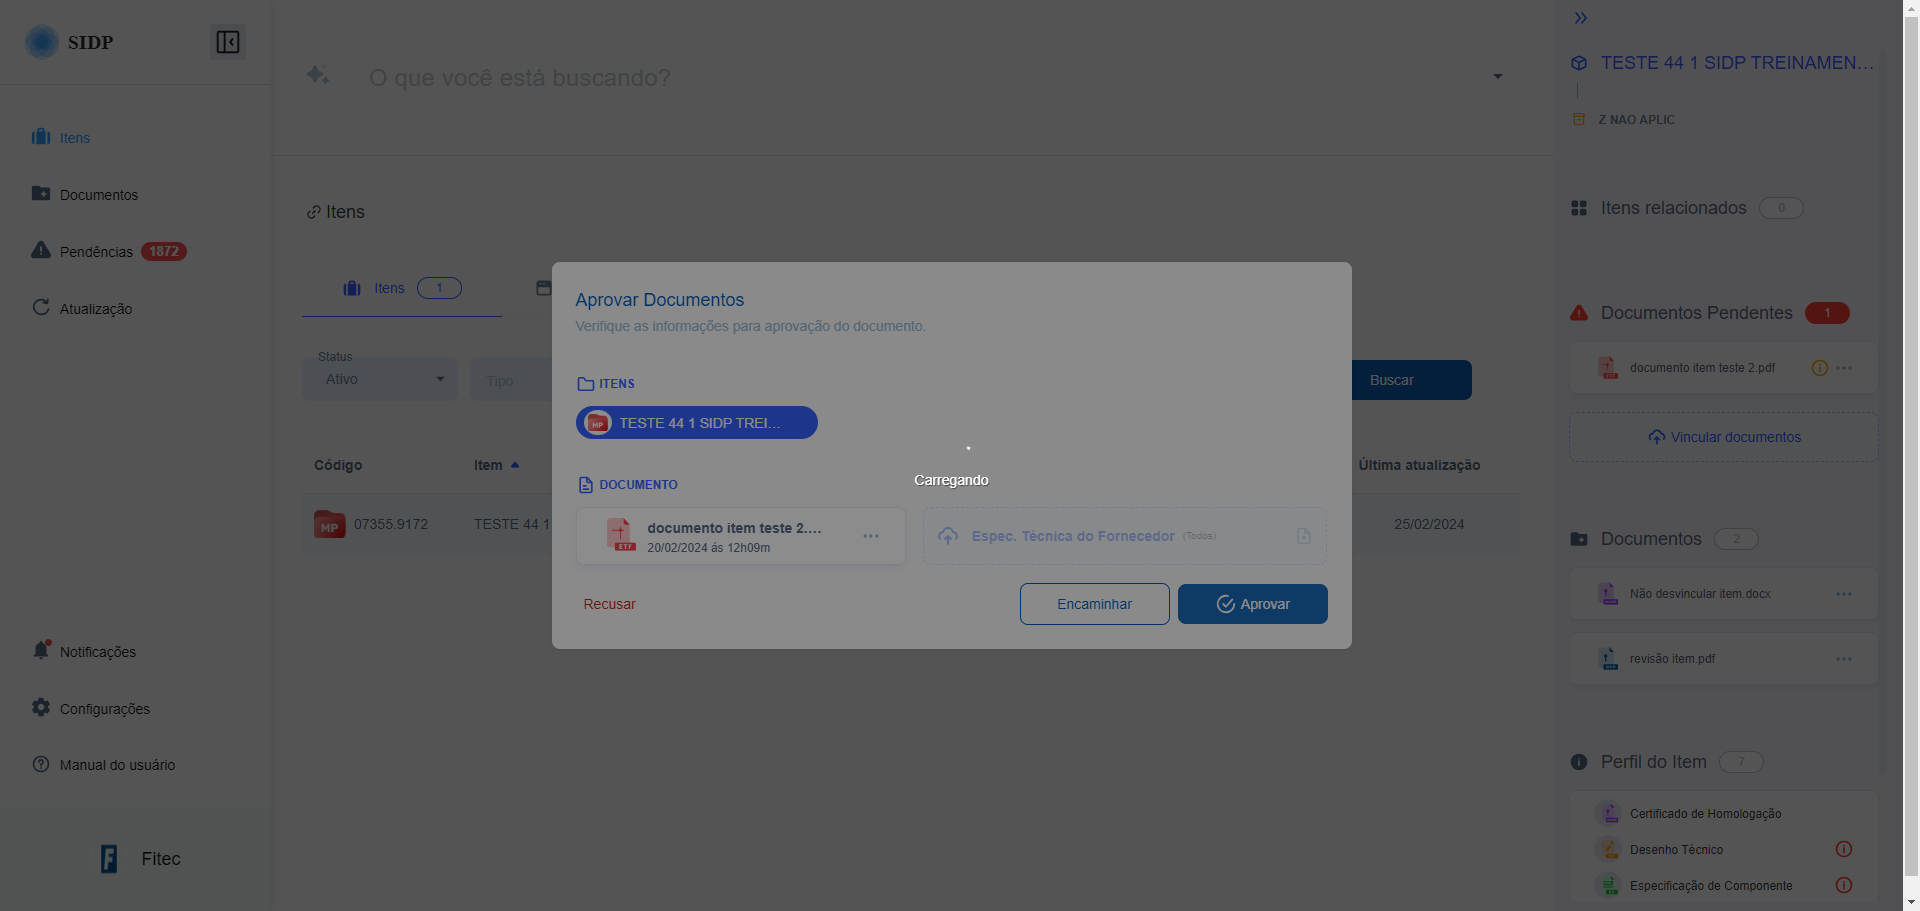 SIDP
Itens
Documentos
Pendências 1872
Atualização
Notificações
Configurações
Manual do usuário
Fitec
O que você está buscando?
Itens
Itens 1
Status
Ativo
Tipo
Buscar
Código Item Última atualização
MP 07355.9172 TESTE 44 1 25/02/2024
Aprovar Documentos
Verifique as informações para aprovação do documento.
ITENS
MP TESTE 44 1 SIDP TREI...
Carregando
DOCUMENTO
ETF documento item teste 2....
20/02/2024 ás 12h09m
Espec. Técnica do Fornecedor (Todos)
Recusar
Encaminhar
Aprovar
TESTE 44 1 SIDP TREINAMEN...
Z NAO APLIC
Itens relacionados 0
Documentos Pendentes 1
documento item teste 2.pdf
Vincular documentos
Documentos 2
Não desvincular item.docx
revisão item.pdf
Perfil do Item 7
Certificado de Homologação
Desenho Técnico
Especificação de Componente